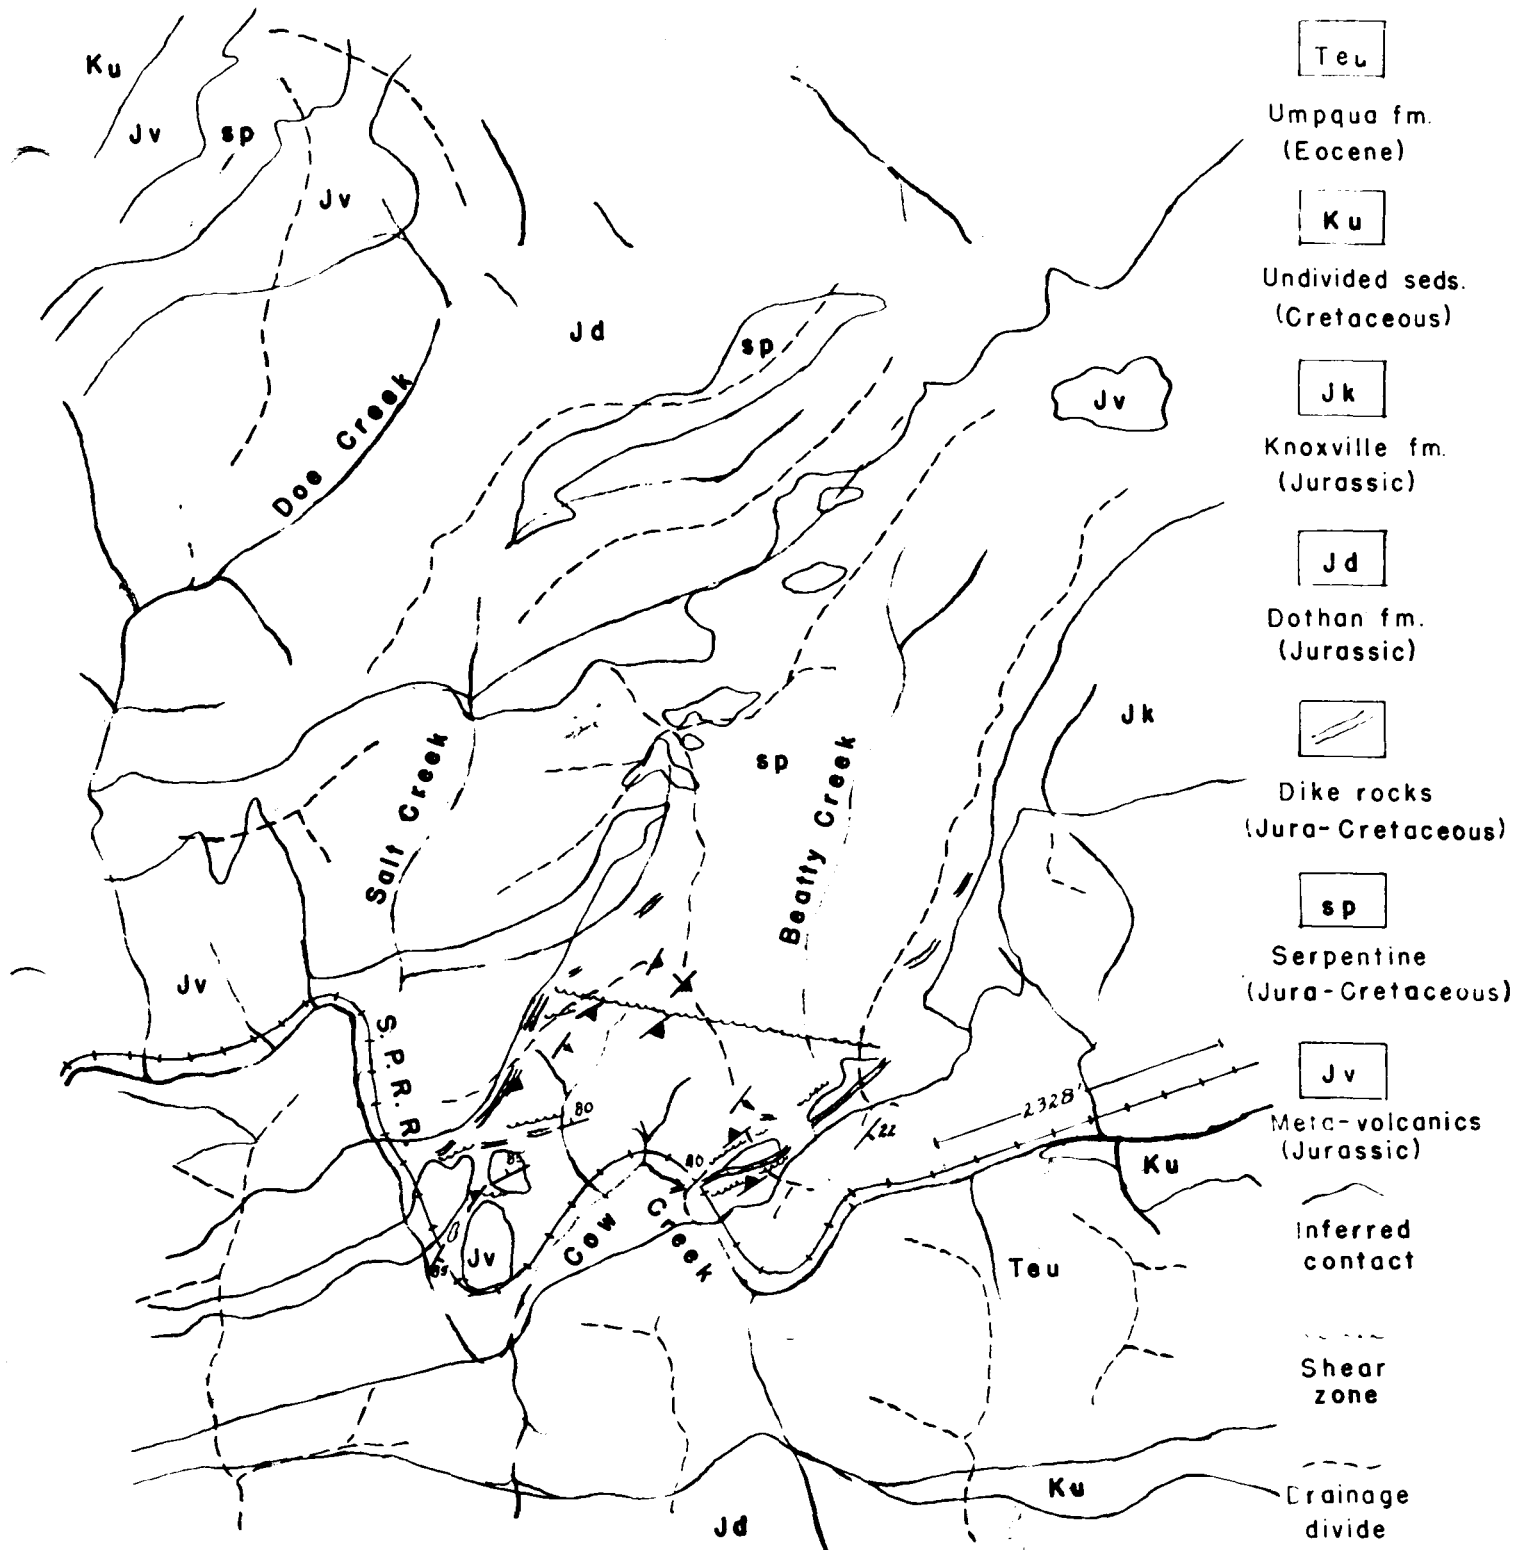 Ku
Jv
sp
Jv
Jd
sp
Jv
Doe Creek
Jk
sp
Salt Creek
Beatty Creek
Jv
S. P. R. R.
80
2328'
22
85
40
Ku
Jv
Cow Creek
85
Teu
Ku
Jd
Teu
Umpqua fm.
(Eocene)
Ku
Undivided seds.
(Cretaceous)
Jk
Knoxville fm.
(Jurassic)
Jd
Dothan fm.
(Jurassic)
Dike rocks
(Jura-Cretaceous)
sp
Serpentine
(Jura-Cretaceous)
Jv
Meta-volcanics
(Jurassic)
Inferred
contact
Shear
zone
Drainage
divide